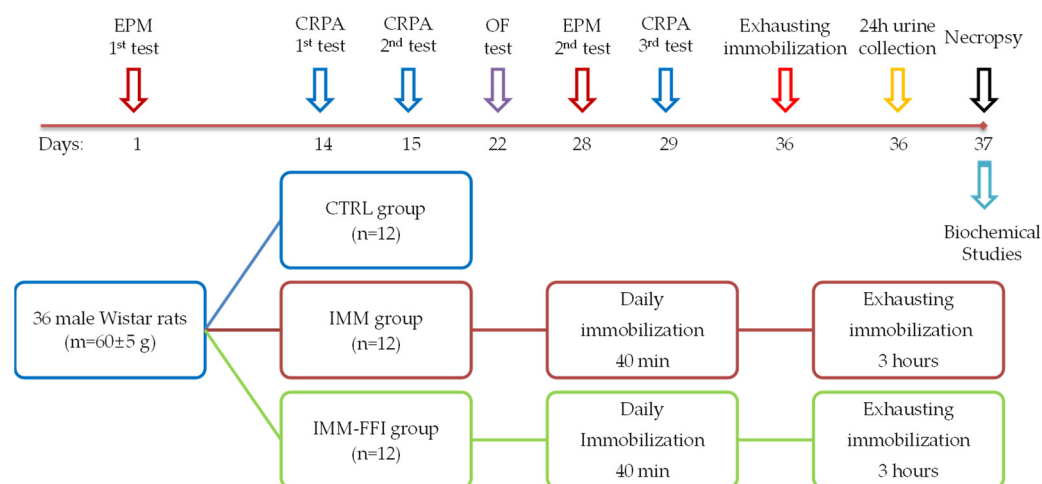 EPM
1st test
CRPA
1st test
CRPA
2nd test
OF
test
EPM
2nd test
CRPA
3rd test
Exhausting
immobilization
24h urine
collection
Necropsy
Days: 1 14 15 22 28 29 36 36 37
Biochemical
Studies
CTRL group
(n=12)
36 male Wistar rats
(m=60±5 g)
IMM group
(n=12)
Daily
immobilization
40 min
Exhausting
immobilization
3 hours
IMM-FFI group
(n=12)
Daily
Immobilization
40 min
Exhausting
immobilization
3 hours